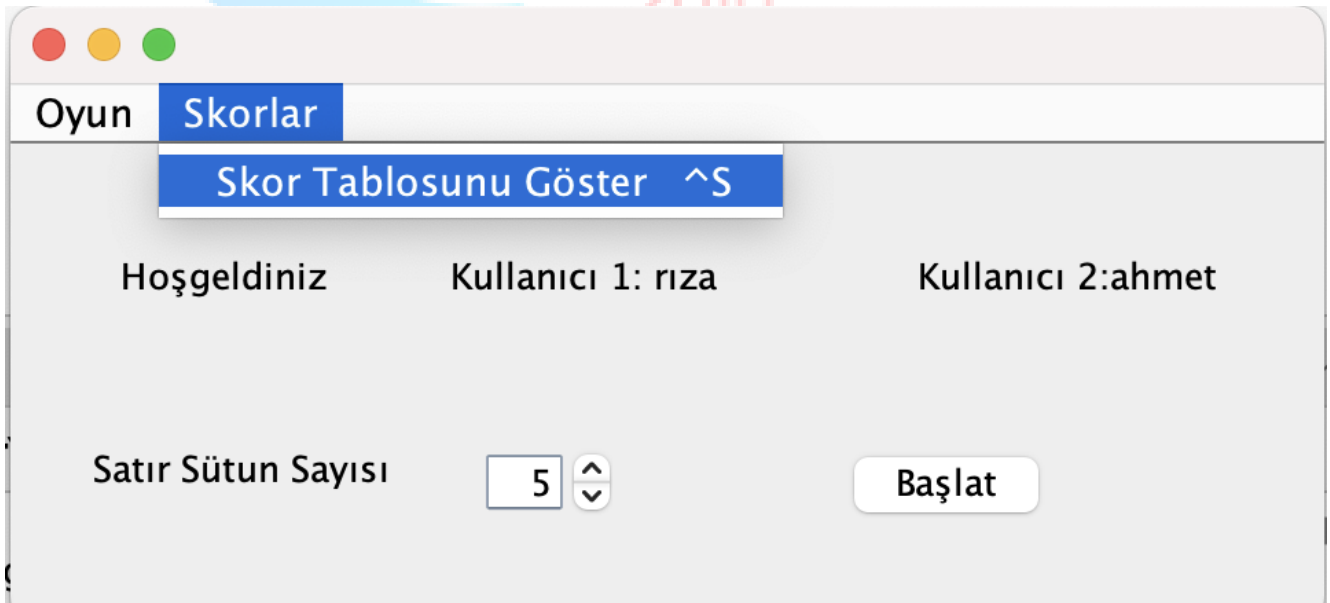 Oyun Skorlar
Skor Tablosunu Göster ^S
Hoşgeldiniz Kullanıcı 1: rıza Kullanıcı 2:ahmet
Satır Sütun Sayısı 5 Başlat